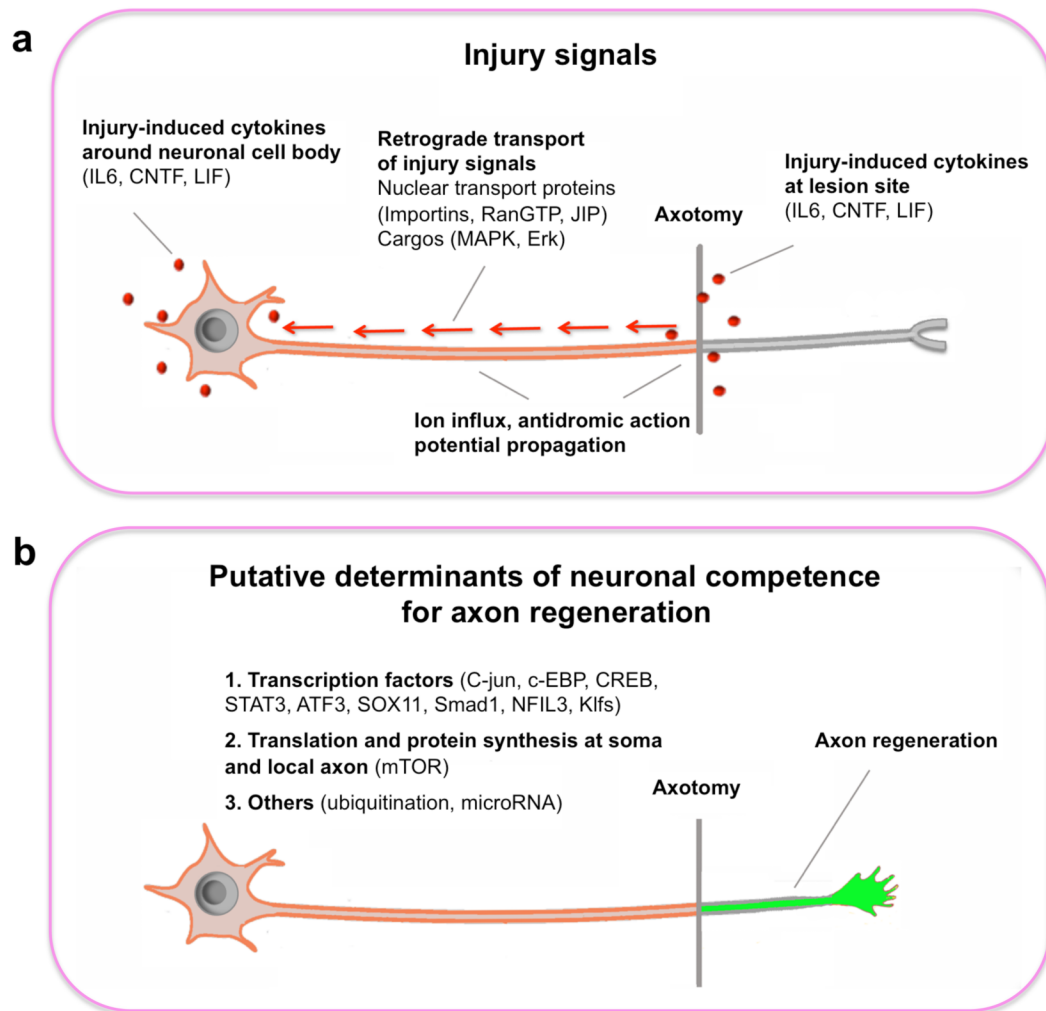 a
Injury signals
Injury-induced cytokines
around neuronal cell body
(IL6, CNTF, LIF)
Retrograde transport
of injury signals
Nuclear transport proteins
(Importins, RanGTP, JIP)
Cargos (MAPK, Erk)
Axotomy
Injury-induced cytokines
at lesion site
(IL6, CNTF, LIF)
Ion influx, antidromic action
potential propagation
b
Putative determinants of neuronal competence
for axon regeneration
1. Transcription factors (C-jun, c-EBP, CREB,
STAT3, ATF3, SOX11, Smad1, NFIL3, Klfs)
2. Translation and protein synthesis at soma
and local axon (mTOR)
3. Others (ubiquitination, microRNA)
Axotomy
Axon regeneration